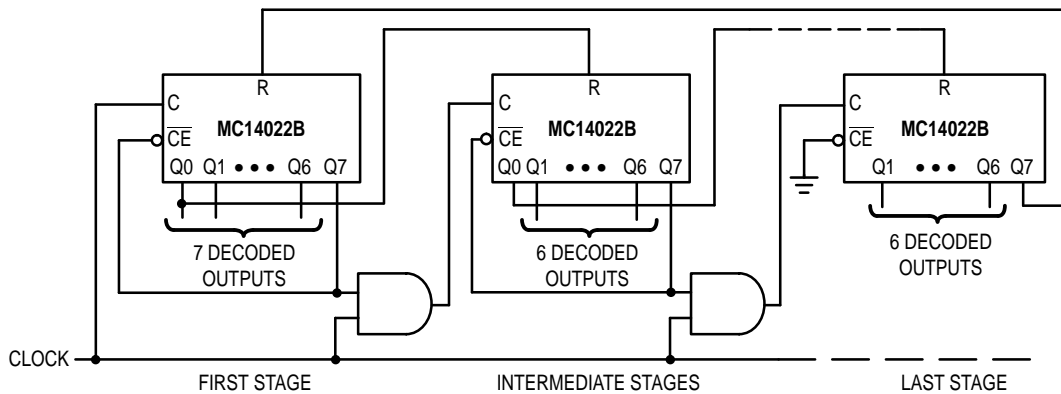 R
R
R
C
MC14022B
C
MC14022B
C
MC14022B
CE
CE
CE
Q0 Q1 ••• Q6 Q7
Q0 Q1 ••• Q6 Q7
Q1 ••• Q6 Q7
7 DECODED
OUTPUTS
6 DECODED
OUTPUTS
6 DECODED
OUTPUTS
CLOCK
FIRST STAGE
INTERMEDIATE STAGES
LAST STAGE